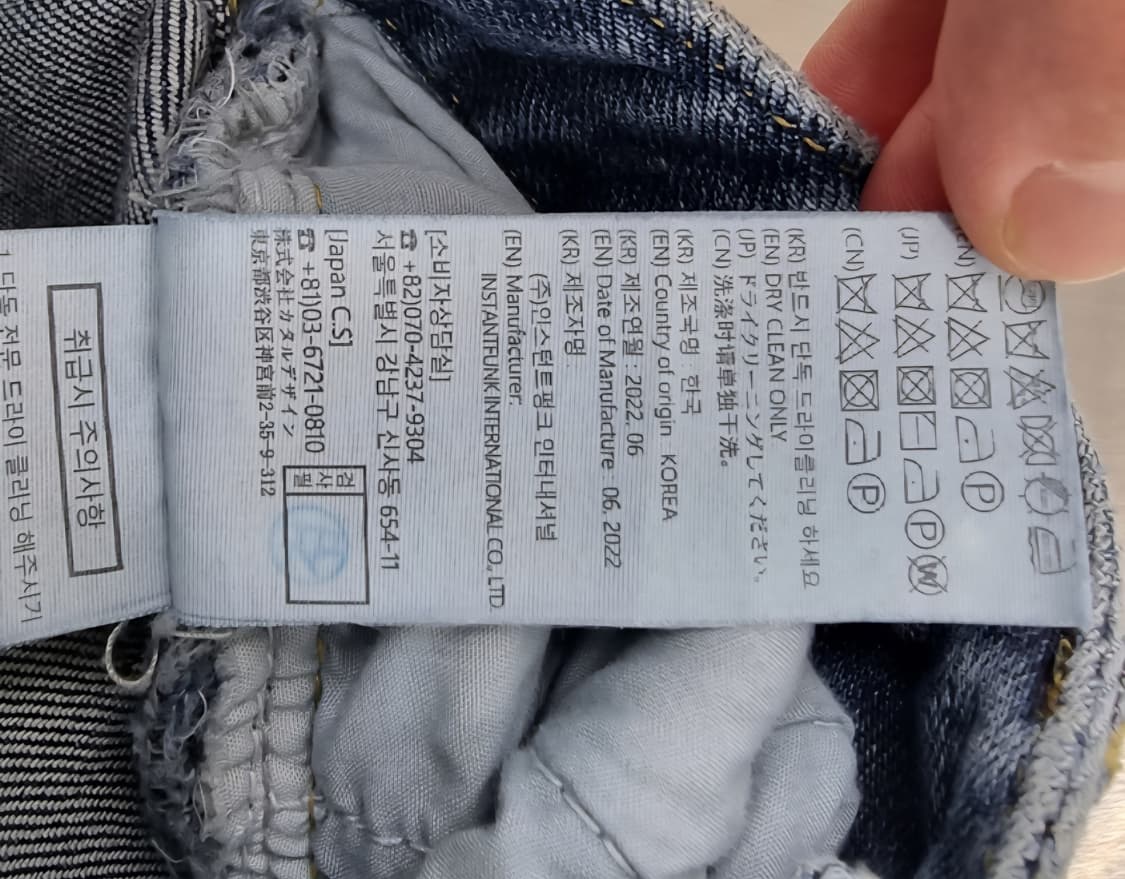 EN) P
(JP) P W
(CN) P
(KR) 반드시 단독 드라이클리닝 하세요
(EN) DRY CLEAN ONLY
(JP) ドライクリーニングしてください。
(CN) 洗涤时请单独干洗。
(KR) 제조국명 : 한국
(EN) Country of origin KOREA
(KR) 제조연월 : 2022. 06
(EN) Date of Manufacture : 06. 2022
(KR) 제조자명
(주)인스턴트펑크 인터내셔널
(EN) Manufacturer.
INSTANTFUNK INTERNATIONAL CO., LTD.
[소비자상담실]
☎ +82)070-4237-9304
서울특별시 강남구 신사동 654-11
[Japan C.S]
☎ +81)03-6721-0810
株式会社カタルデザイン
東京都渋谷区神宮前2-35-9-312
검사필
취급시 주의사항
전문 드라이 클리닝 해주시기